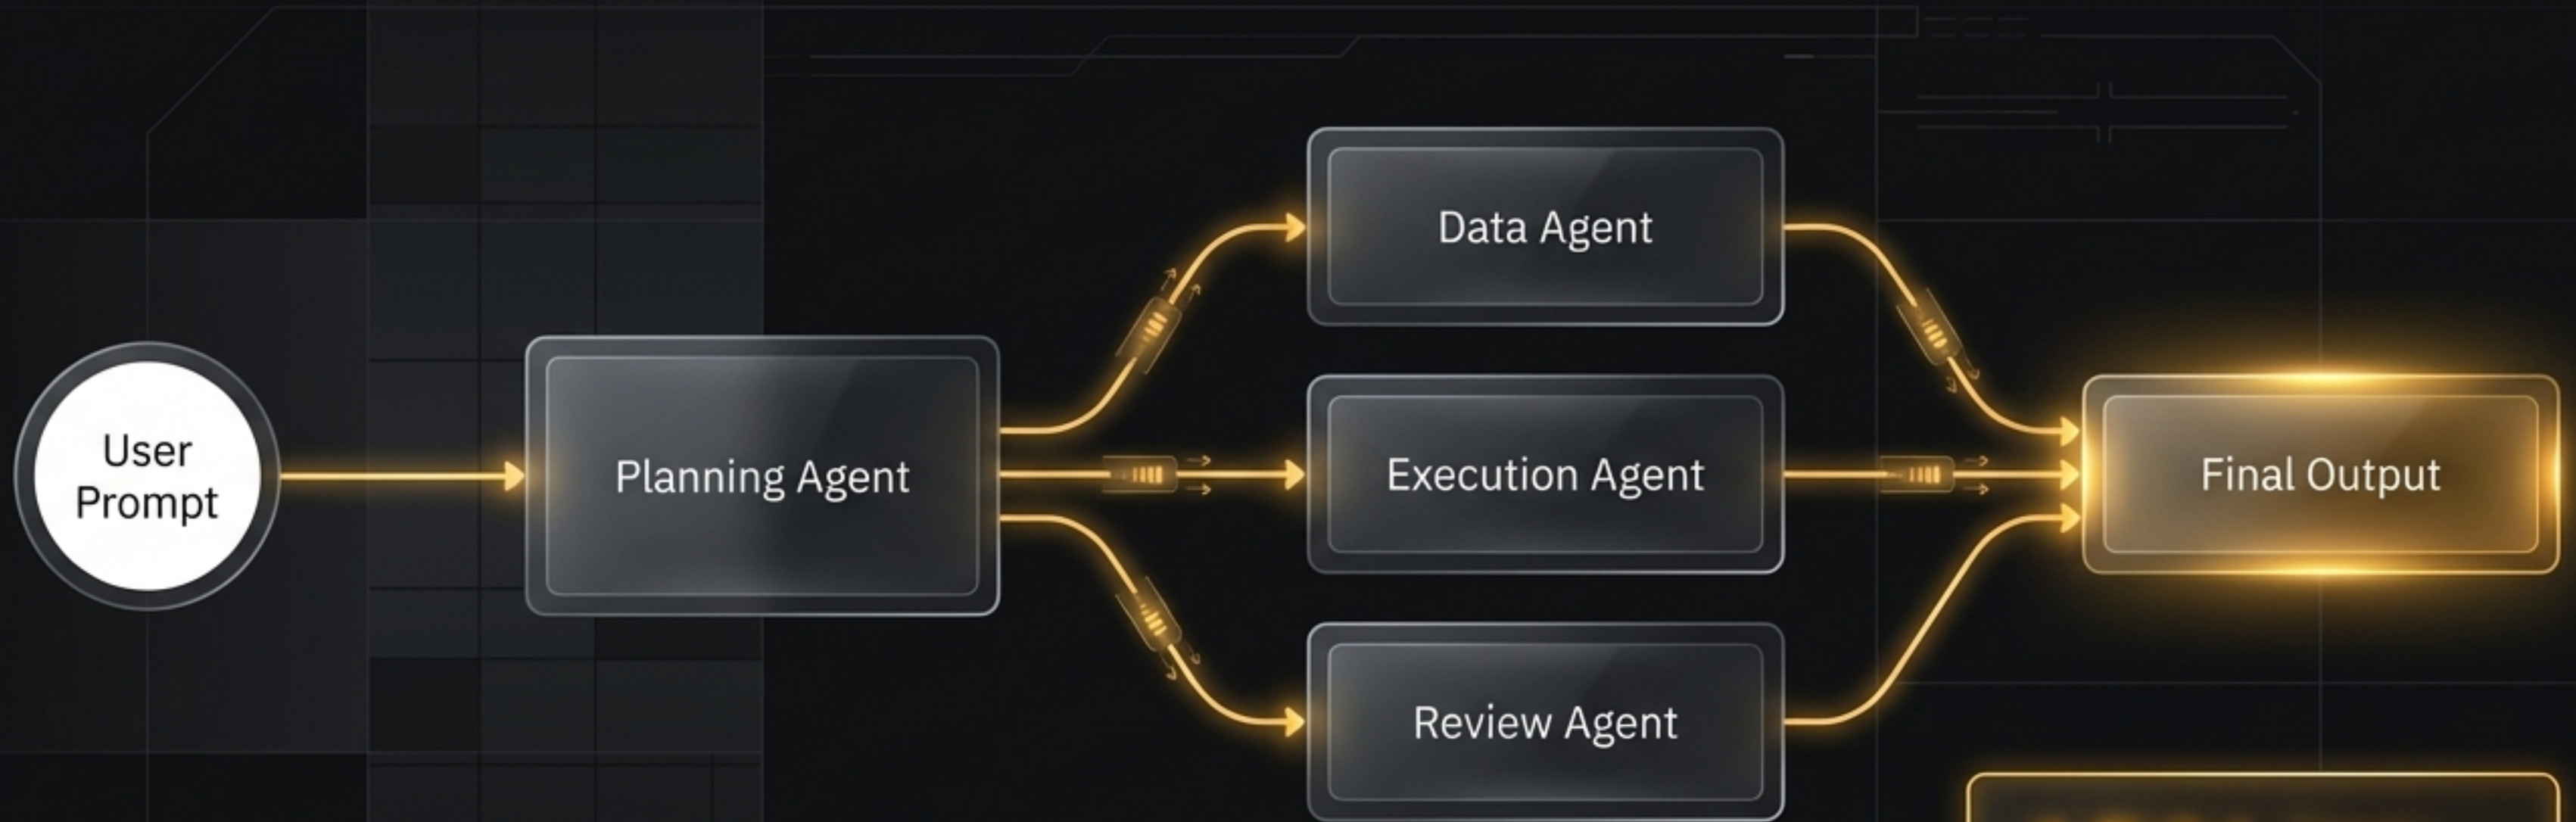 User
Prompt
Planning Agent
Data Agent
Execution Agent
Review Agent
Final Output